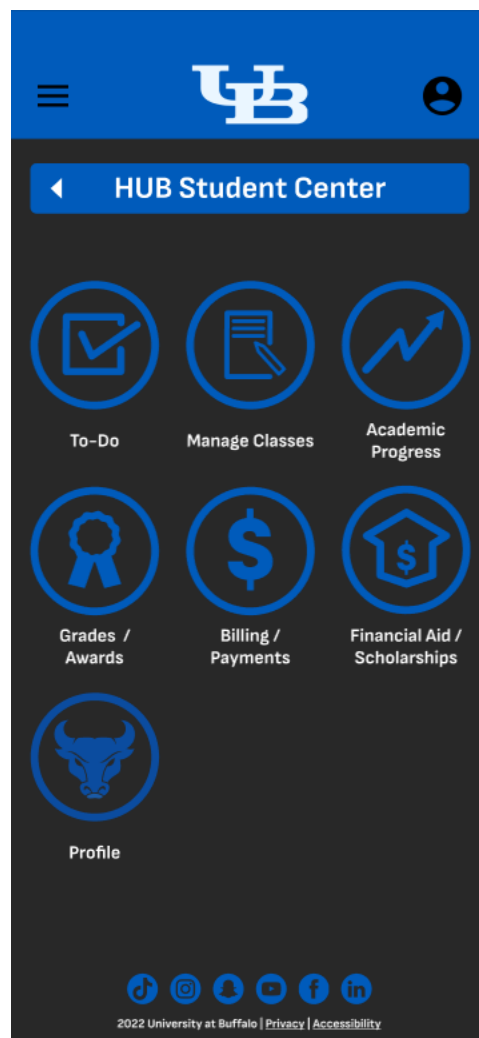 UB
HUB Student Center
To-Do
Manage Classes
Academic
Progress
Grades /
Awards
Billing /
Payments
Financial Aid /
Scholarships
Profile
2022 University at Buffalo | Privacy | Accessibility